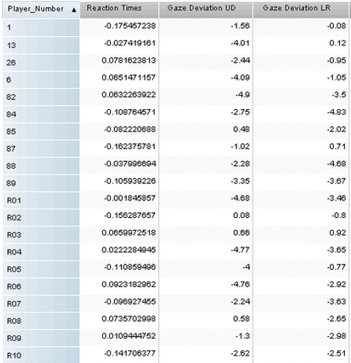 Player_Number ▲ Reaction Times Gaze Deviation UD Gaze Deviation LR
1 -0.175457238 -1.56 -0.08
13 -0.027419161 -4.01 0.12
26 0.0781623813 -2.44 -0.95
6 0.0651471157 -4.09 -1.05
82 0.0632263922 -4.9 -3.5
84 -0.108764571 -2.75 -4.83
85 -0.082220688 0.48 -2.02
87 -0.162375781 -1.02 0.71
88 -0.037996694 -2.28 -4.68
89 -0.105939226 -3.35 -3.67
R01 -0.001845857 -4.68 -3.46
R02 -0.156287657 0.08 -0.8
R03 0.0659972518 0.66 0.92
R04 0.0222284945 -4.77 -3.65
R05 -0.110859496 -4 -0.77
R06 0.0923182962 -4.76 -2.92
R07 -0.096927455 -2.24 -3.63
R08 0.0735702998 0.58 -2.65
R09 0.0109444752 -1.3 -2.98
R10 -0.141706377 -2.62 -2.51